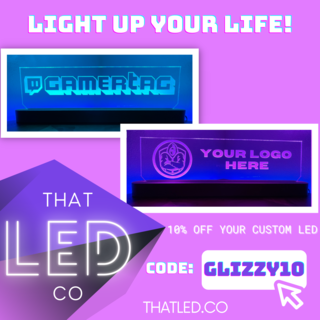 LIGHT UP YOUR LIFE!
GAMERTAG
YOUR LOGO
HERE
10% OFF YOUR CUSTOM LED
THAT
LED
CO
CODE: GLIZZY10
THATLED.CO